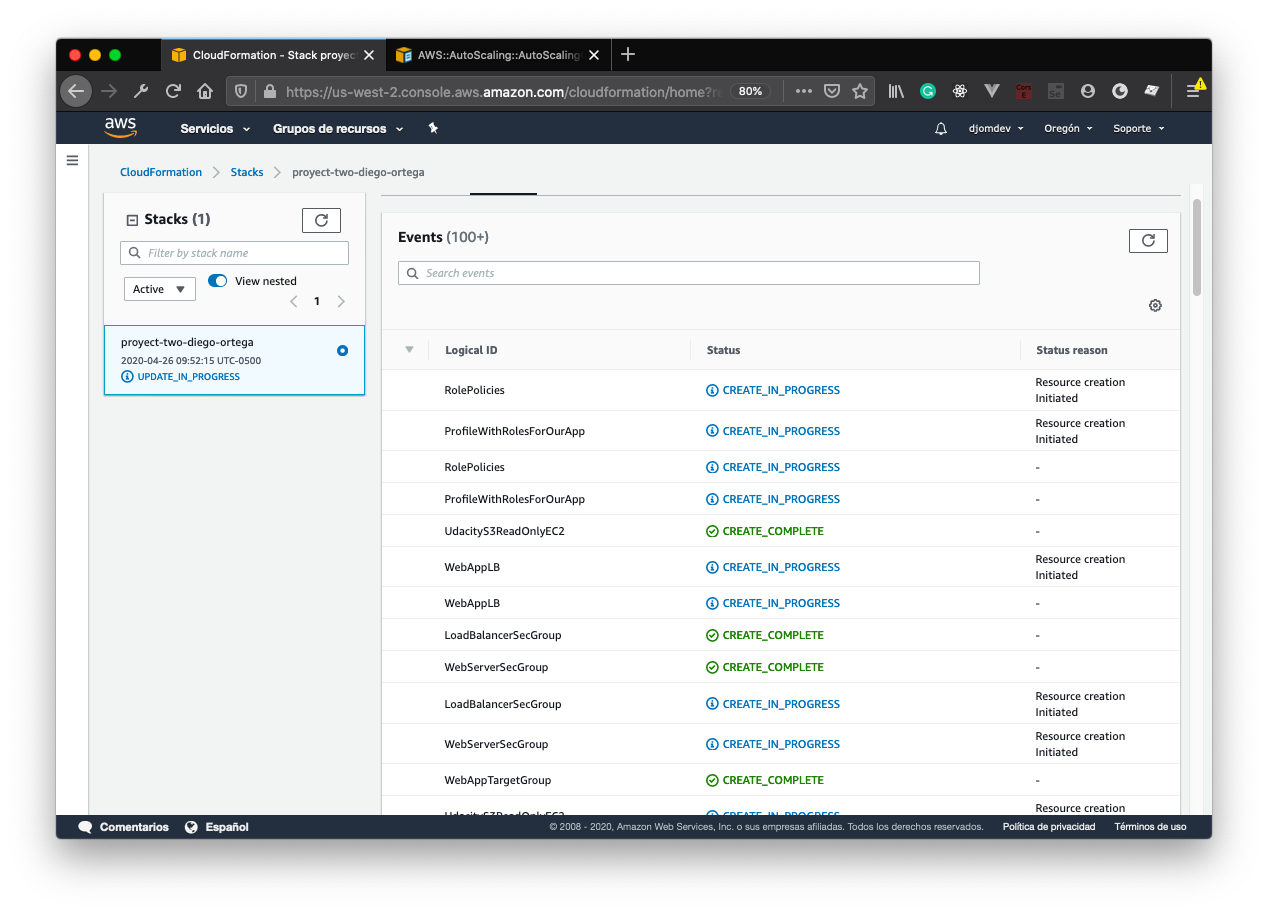 CloudFormation - Stack proyec
AWS::AutoScaling::AutoScaling
https://us-west-2.console.aws.amazon.com/cloudformation/home?re
80%
aws
Servicios
Grupos de recursos
djomdev
Oregón
Soporte
CloudFormation
Stacks
proyect-two-diego-ortega
Stacks (1)
Filter by stack name
Active
View nested
1
proyect-two-diego-ortega
2020-04-26 09:52:15 UTC-0500
UPDATE_IN_PROGRESS
Events (100+)
Search events
Logical ID Status Status reason
RolePolicies CREATE_IN_PROGRESS Resource creation
Initiated
ProfileWithRolesForOurApp CREATE_IN_PROGRESS Resource creation
Initiated
RolePolicies CREATE_IN_PROGRESS -
ProfileWithRolesForOurApp CREATE_IN_PROGRESS -
UdacityS3ReadOnlyEC2 CREATE_COMPLETE -
WebAppLB CREATE_IN_PROGRESS Resource creation
Initiated
WebAppLB CREATE_IN_PROGRESS -
LoadBalancerSecGroup CREATE_COMPLETE -
WebServerSecGroup CREATE_COMPLETE -
LoadBalancerSecGroup CREATE_IN_PROGRESS Resource creation
Initiated
WebServerSecGroup CREATE_IN_PROGRESS Resource creation
Initiated
WebAppTargetGroup CREATE_COMPLETE -
UdacityS3ReadOnlyEC2 CREATE_IN_PROGRESS Resource creation
Comentarios
Español
© 2008 - 2020, Amazon Web Services, Inc. o sus empresas afiliadas. Todos los derechos reservados.
Política de privacidad
Términos de uso